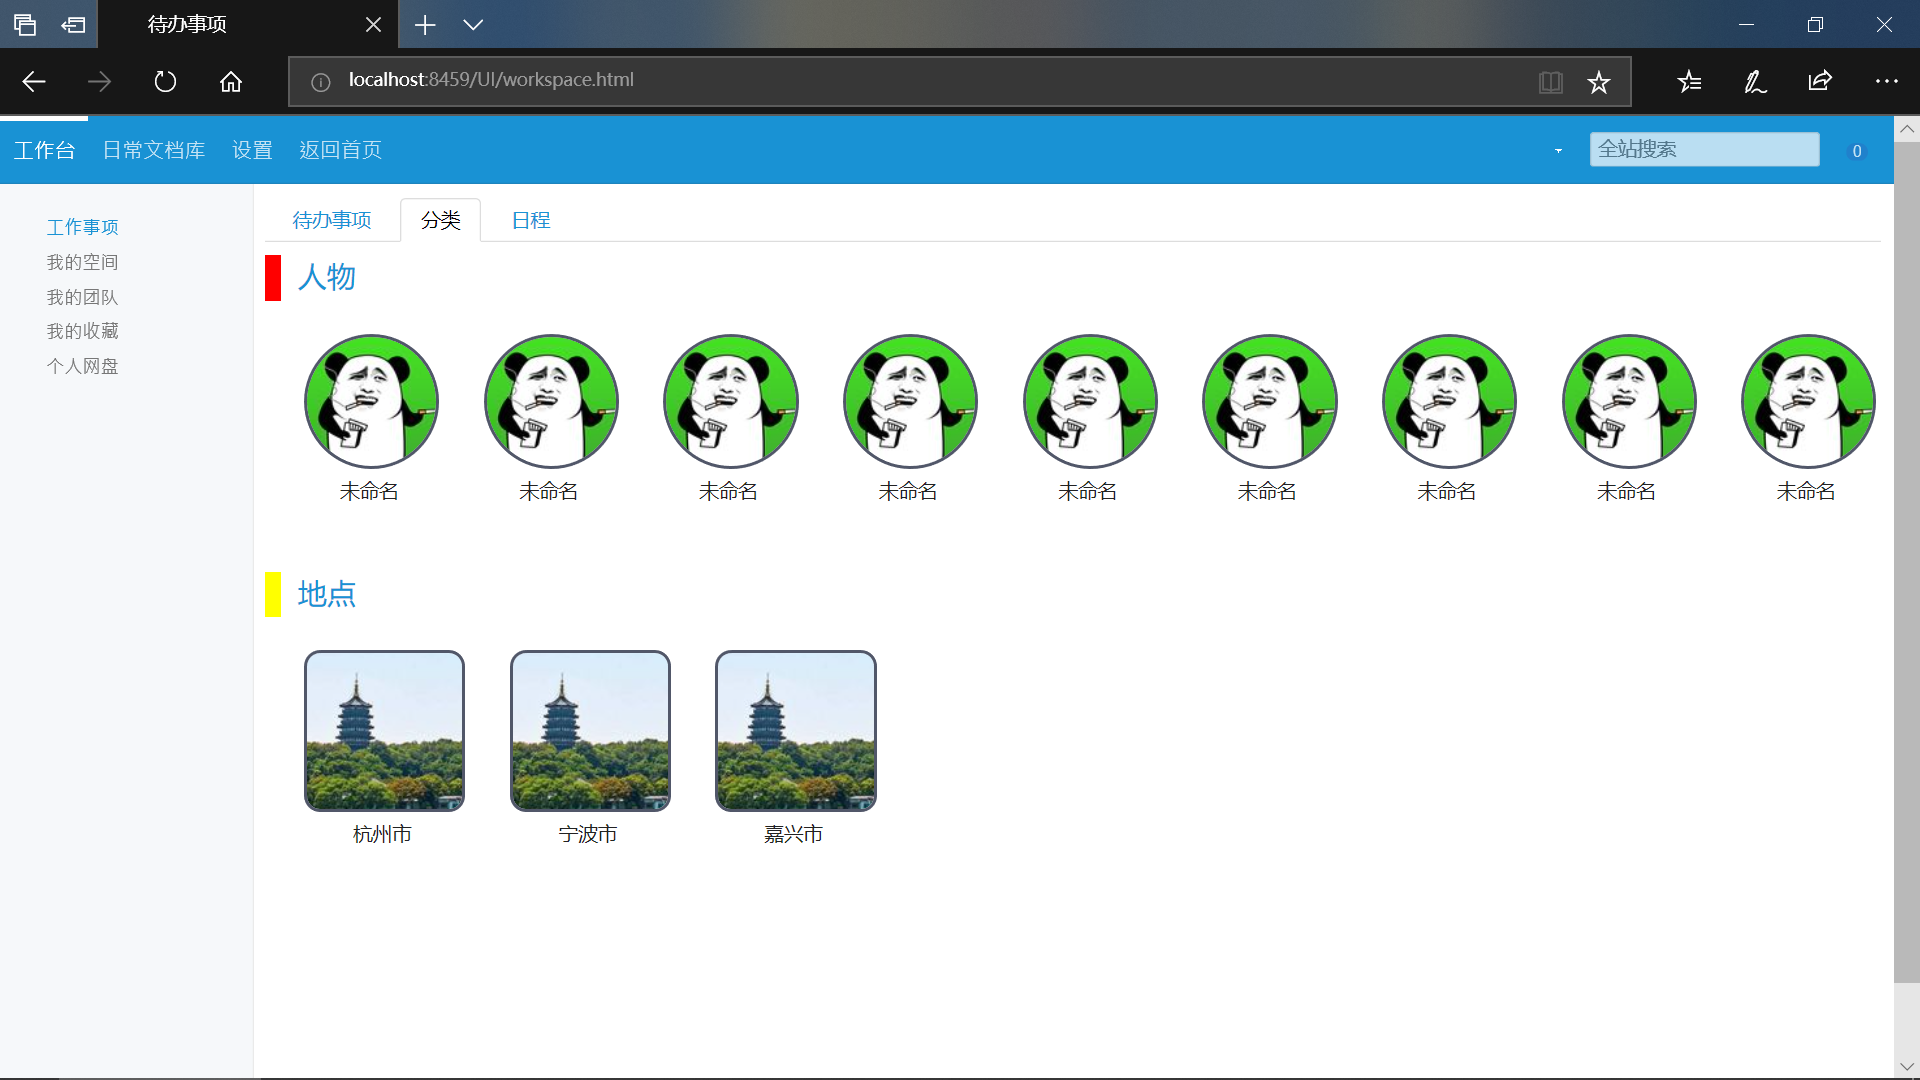 待办事项
localhost:8459/UI/workspace.html
工作台 日常文档库 设置 返回首页 全站搜索 0
工作事项
我的空间
我的团队
我的收藏
个人网盘
待办事项 分类 日程
人物
未命名 未命名 未命名 未命名 未命名 未命名 未命名 未命名 未命名
地点
杭州市 宁波市 嘉兴市